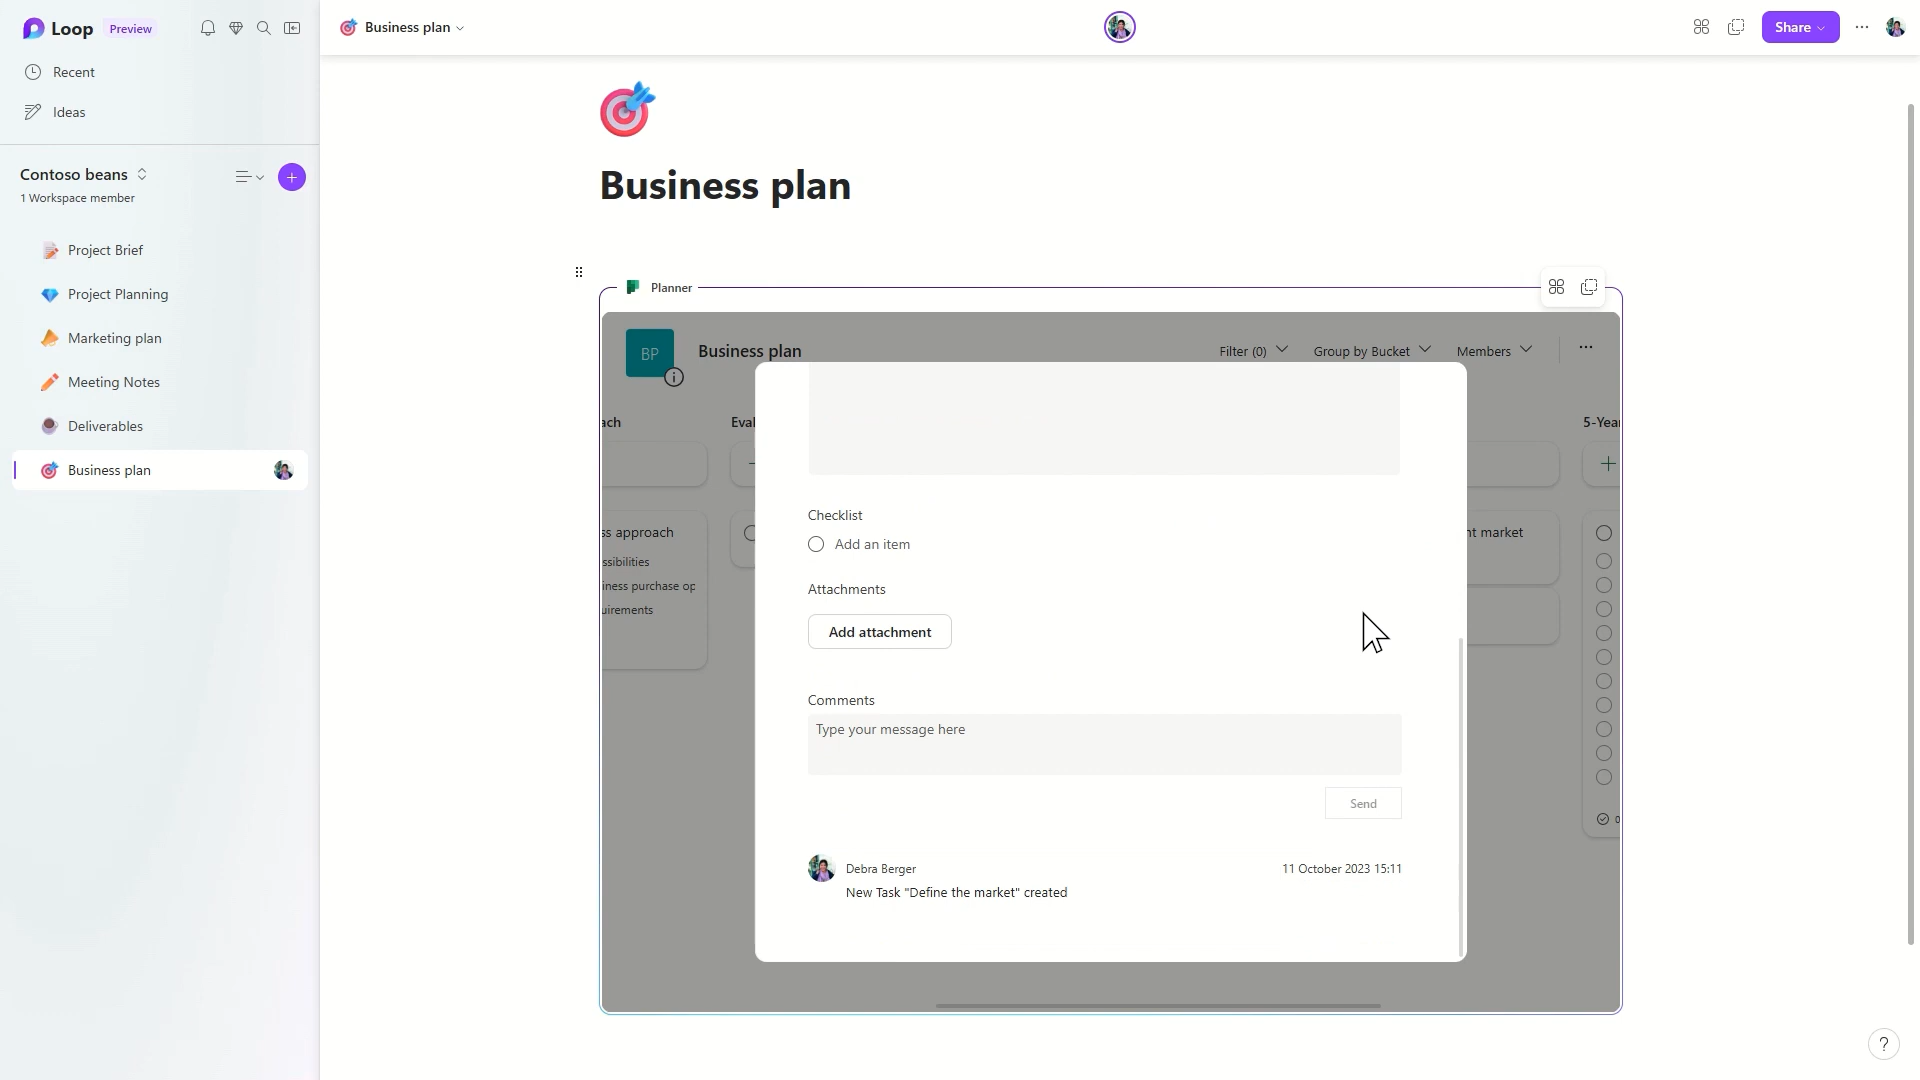 Loop Preview
Recent
Ideas
Contoso beans
1 Workspace member
Project Brief
Project Planning
Marketing plan
Meeting Notes
Deliverables
Business plan
Business plan
Share
Business plan
Planner
BP
Business plan
Filter (0)
Group by Bucket
Members
ach
Eval
5-Year
ss approach
ssibilities
iness purchase op
uirements
nt market
Checklist
Add an item
Attachments
Add attachment
Comments
Type your message here
Send
Debra Berger
11 October 2023 15:11
New Task "Define the market" created
0
?